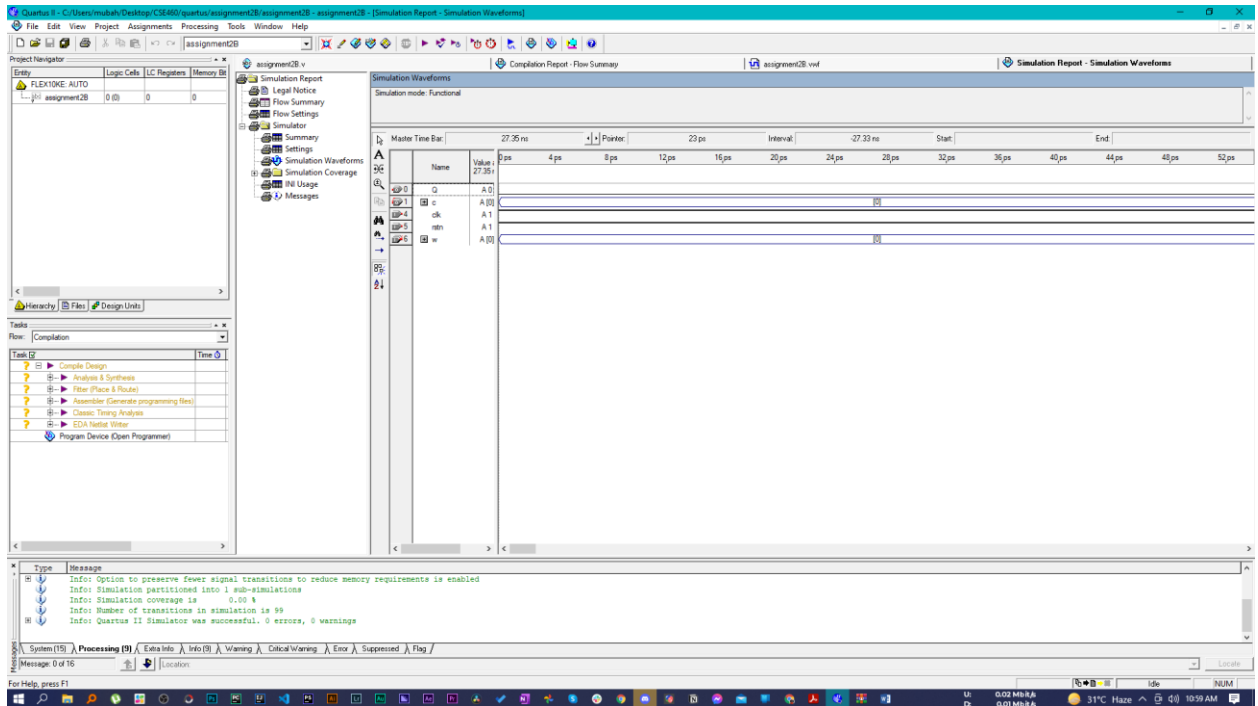 Quartus II - C:/Users/mubah/Desktop/CSE460/quartus/assignment2B/assignment2B - assignment2B - [Simulation Report - Simulation Waveforms]
File Edit View Project Assignments Processing Tools Window Help
assignment2B
Project Navigator
Entity Logic Cells LC Registers Memory Bit
FLEX10KE: AUTO
assignment2B 0 (0) 0 0
Hierarchy Files Design Units
Tasks
Flow: Compilation
Task Time
Compile Design
Analysis & Synthesis
Fitter (Place & Route)
Assembler (Generate programming files)
Classic Timing Analysis
EDA Netlist Writer
Program Device (Open Programmer)
assignment2B.v Compilation Report - Flow Summary assignment2B.vwf Simulation Report - Simulation Waveforms
Simulation Report
Legal Notice
Flow Summary
Flow Settings
Simulator
Summary
Settings
Simulation Waveforms
Simulation Coverage
INI Usage
Messages
Simulation Waveforms
Simulation mode: Functional
Master Time Bar: 27.35 ns Pointer: 23 ps Interval: -27.33 ns Start: End:
Name Value 27.35 0 ps 4 ps 8 ps 12 ps 16 ps 20 ps 24 ps 28 ps 32 ps 36 ps 40 ps 44 ps 48 ps 52 ps
0 Q A 0
1 c A [0] [0]
4 clk A 1
5 rstn A 1
6 w A [0] [0]
Type Message
Info: Option to preserve fewer signal transitions to reduce memory requirements is enabled
Info: Simulation partitioned into 1 sub-simulations
Info: Simulation coverage is 0.00 %
Info: Number of transitions in simulation is 99
Info: Quartus II Simulator was successful. 0 errors, 0 warnings
System (15) Processing (9) Extra Info Info (9) Warning Critical Warning Error Suppressed Flag
Messages
Message: 0 of 16 Location: Locate
For Help, press F1 Idle NUM
U: 0.02 Mbit/s
D: 0.01 Mbit/s
31°C Haze 10:59 AM